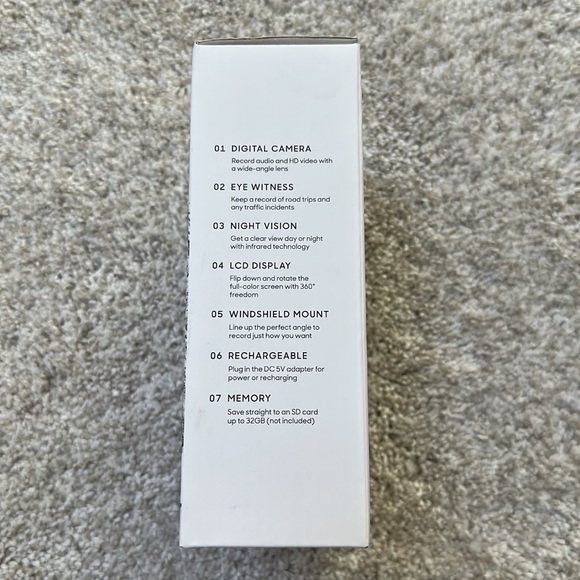 01 DIGITAL CAMERA
Record audio and HD video with
a wide-angle lens
02 EYE WITNESS
Keep a record of road trips and
any traffic incidents
03 NIGHT VISION
Get a clear view day or night
with infrared technology
04 LCD DISPLAY
Flip down and rotate the
full-color screen with 360°
freedom
05 WINDSHIELD MOUNT
Line up the perfect angle to
record just how you want
06 RECHARGEABLE
Plug in the DC 5V adapter for
power or recharging
07 MEMORY
Save straight to an SD card
up to 32GB (not included)